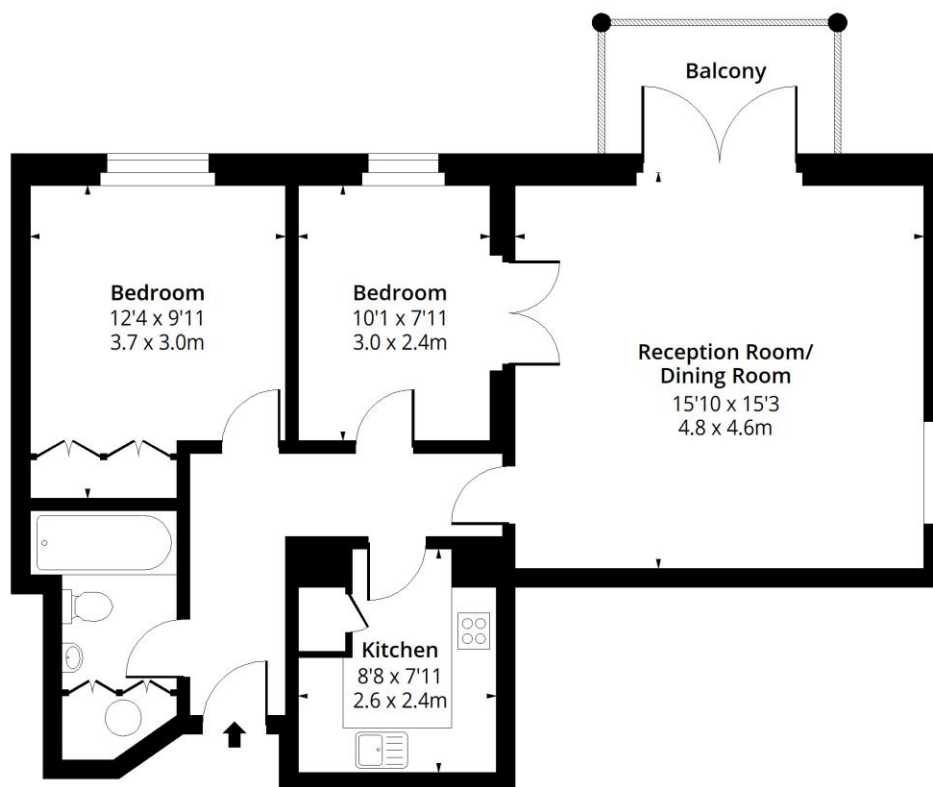 Balcony
Bedroom
12'4 x 9'11
3.7 x 3.0m
Bedroom
10'1 x 7'11
3.0 x 2.4m
Reception Room/
Dining Room
15'10 x 15'3
4.8 x 4.6m
Kitchen
8'8 x 7'11
2.6 x 2.4m